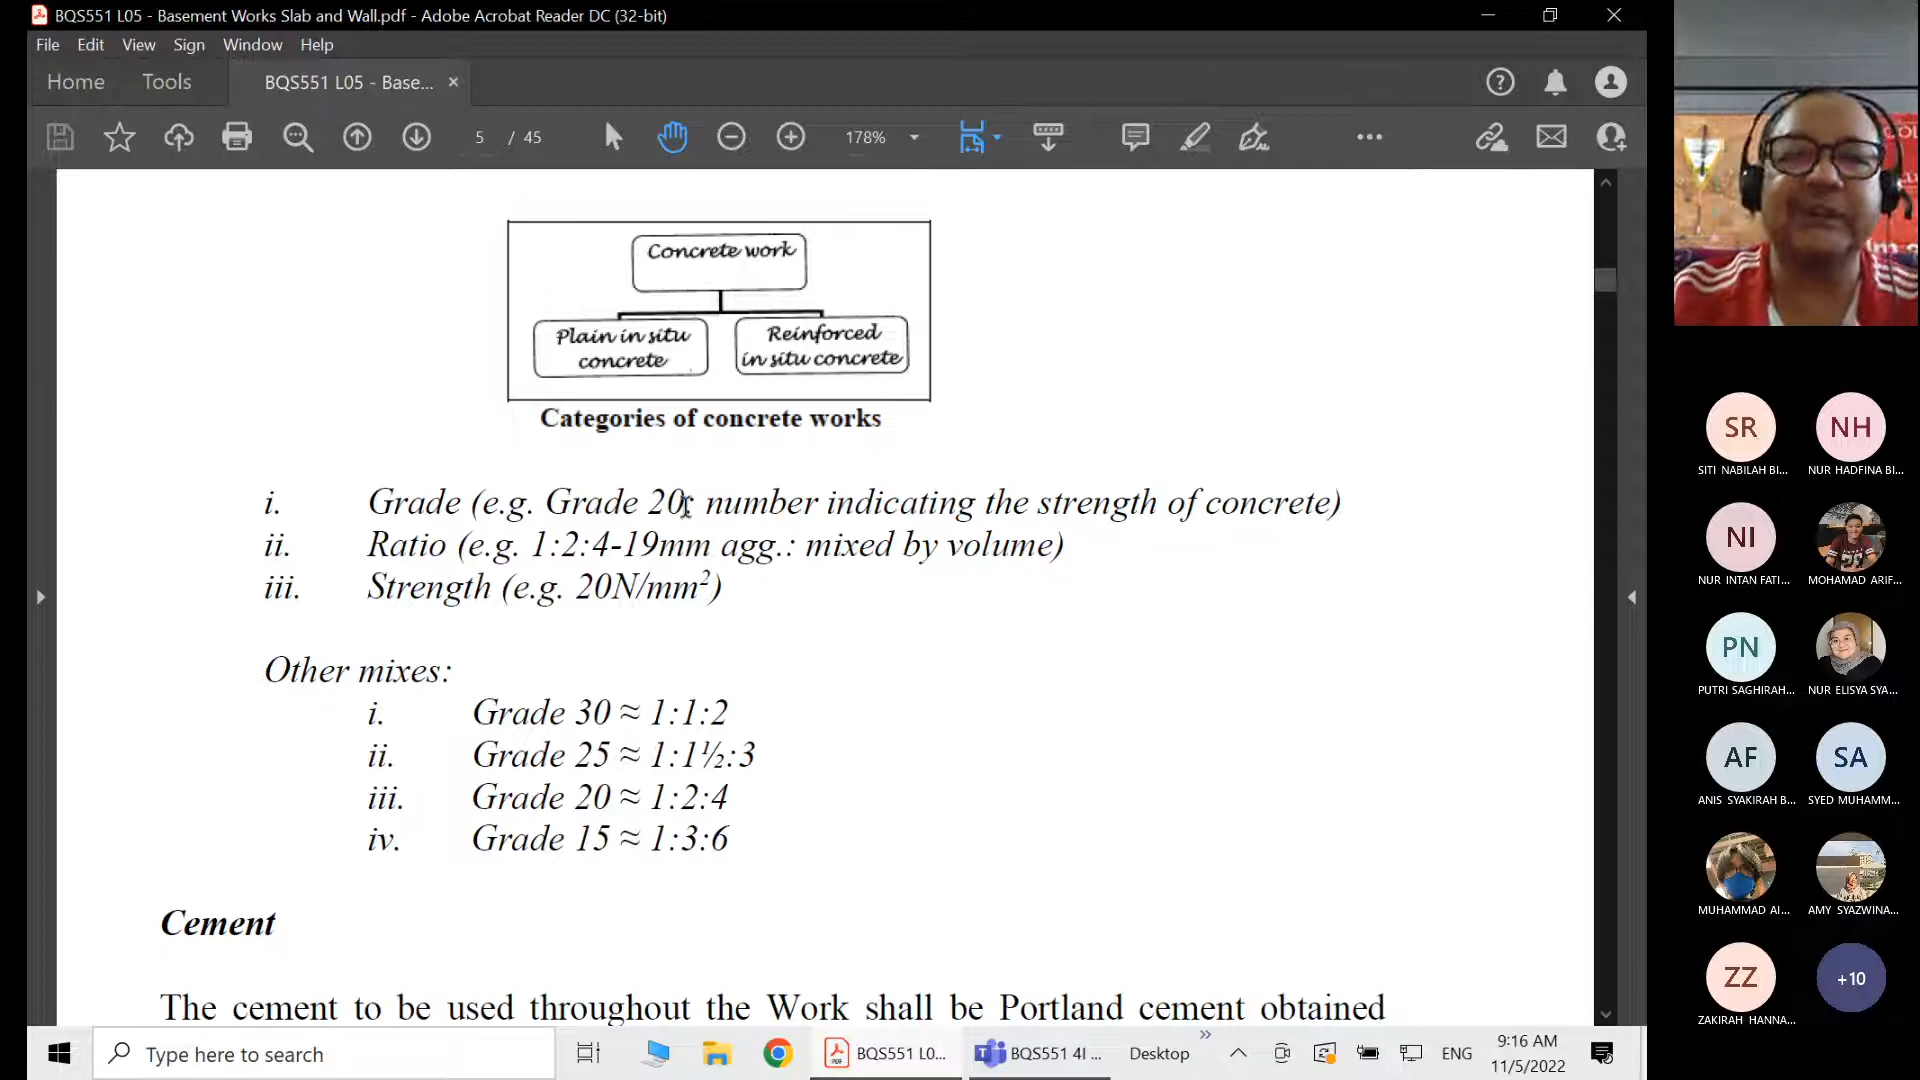 BQS551 L05 - Basement Works Slab and Wall.pdf - Adobe Acrobat Reader DC (32-bit)
File Edit View Sign Window Help
Home Tools BQS551 L05 - Base...
5 / 45 178%
Concrete work
Plain in situ concrete
Reinforced in situ concrete
Categories of concrete works
i. Grade (e.g. Grade 20: number indicating the strength of concrete)
ii. Ratio (e.g. 1:2:4-19mm agg.: mixed by volume)
iii. Strength (e.g. 20N/mm²)
Other mixes:
i. Grade 30 ≈ 1:1:2
ii. Grade 25 ≈ 1:1½:3
iii. Grade 20 ≈ 1:2:4
iv. Grade 15 ≈ 1:3:6
Cement
The cement to be used throughout the Work shall be Portland cement obtained
SR NH
SITI NABILAH BI... NUR HADFINA BI...
NI
NUR INTAN FATI... MOHAMAD ARIF...
PN
PUTRI SAGHIRAH... NUR ELISYA SYA...
AF SA
ANIS SYAKIRAH B... SYED MUHAMM...
MUHAMMAD AI... AMY SYAZWINA...
ZZ +10
ZAKIRAH HANNA...
Type here to search
BQS551 L0... BQS551 4I ... Desktop ENG
9:16 AM
11/5/2022